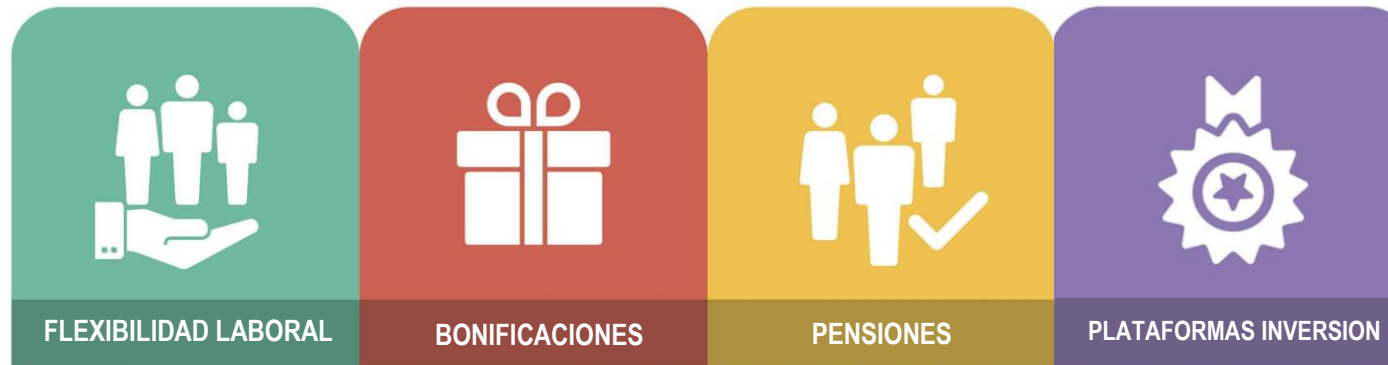 FLEXIBILIDAD LABORAL
BONIFICACIONES
PENSIONES
PLATAFORMAS INVERSION